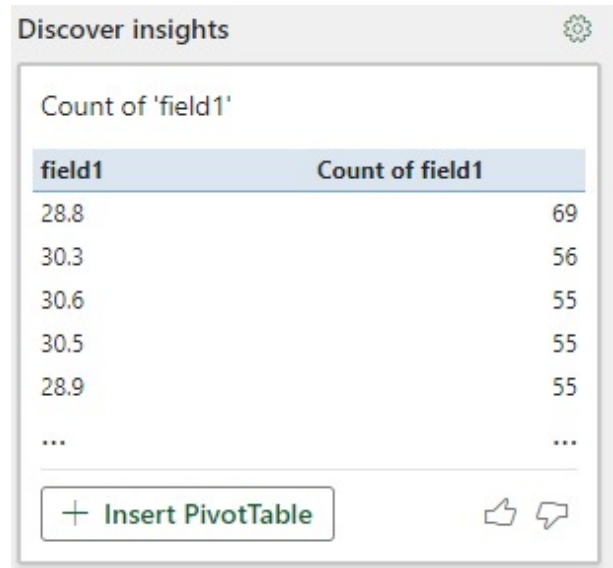 Discover insights
Count of 'field1'
field1 Count of field1
28.8 69
30.3 56
30.6 55
30.5 55
28.9 55
... ...
+ Insert PivotTable